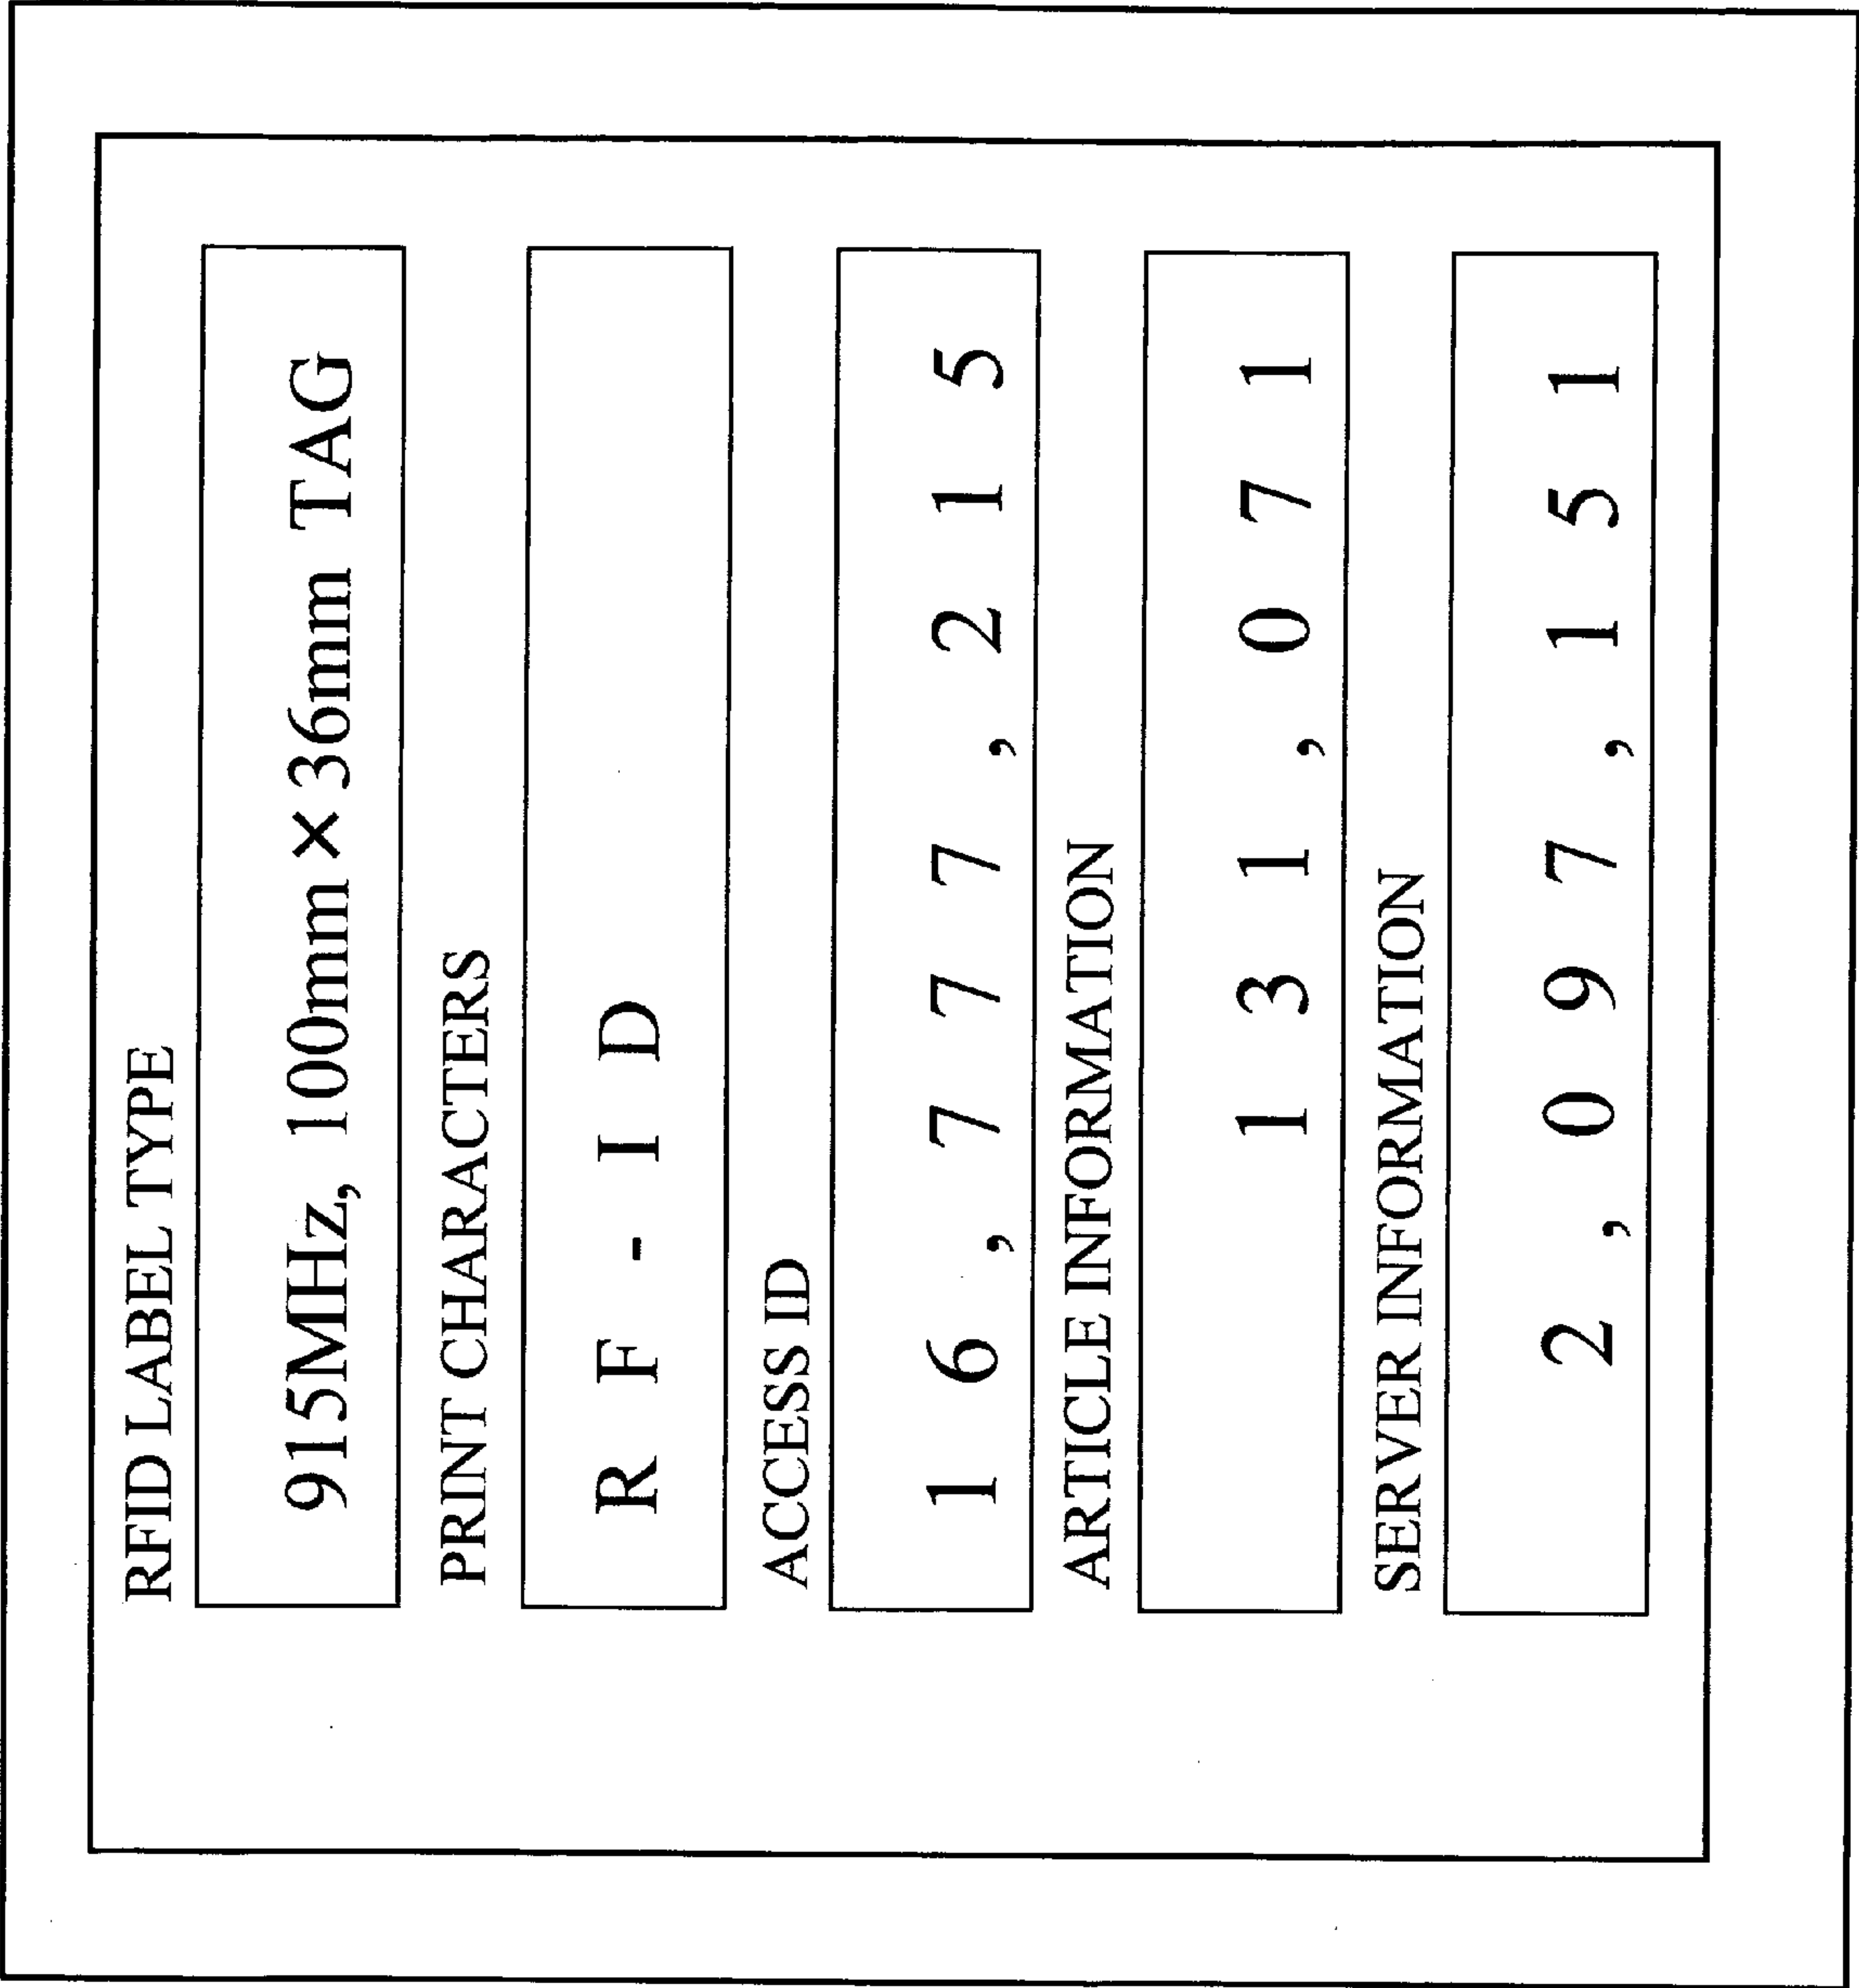 RFID LABEL TYPE
915MHz, 100mm×36mm TAG
PRINT CHARACTERS
R F - I D
ACCESS ID
1 6 , 7 7 7 , 2 1 5
ARTICLE INFORMATION
1 3 1 , 0 7 1
SERVER INFORMATION
2 , 0 9 7 , 1 5 1